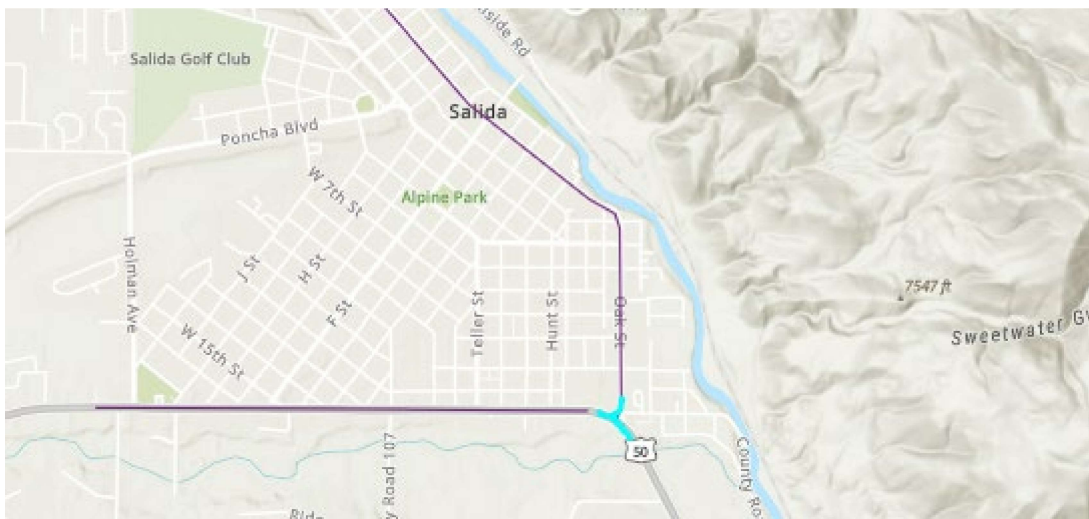 Salida Golf Club
Salida
Poncha Blvd
W 7th St
Alpine Park
7547 ft
Holman Ave
J St
H St
F St
Teller St
Hunt St
Oak St
W 15th St
50